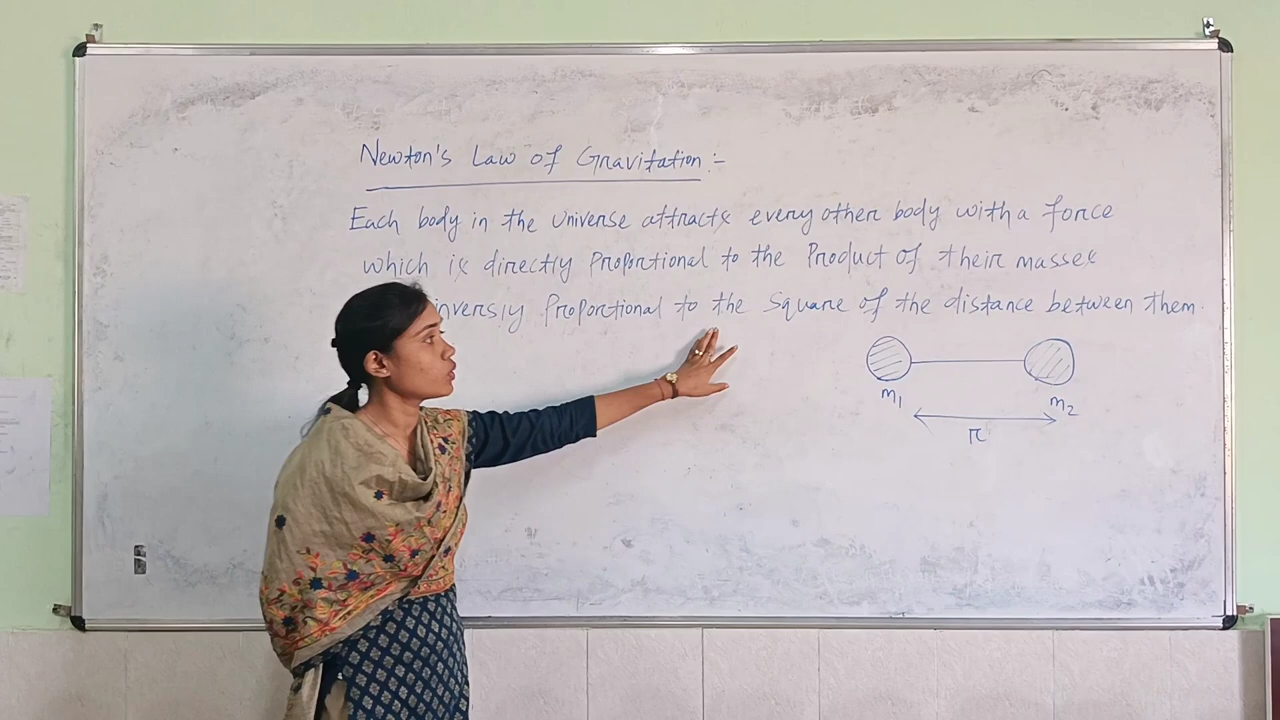 Newton's Law of Gravitation :-
Each body in the universe attracts every other body with a force
which is directly proportional to the Product of their masses
inversly proportional to the square of the distance between them.
m1
m2
r